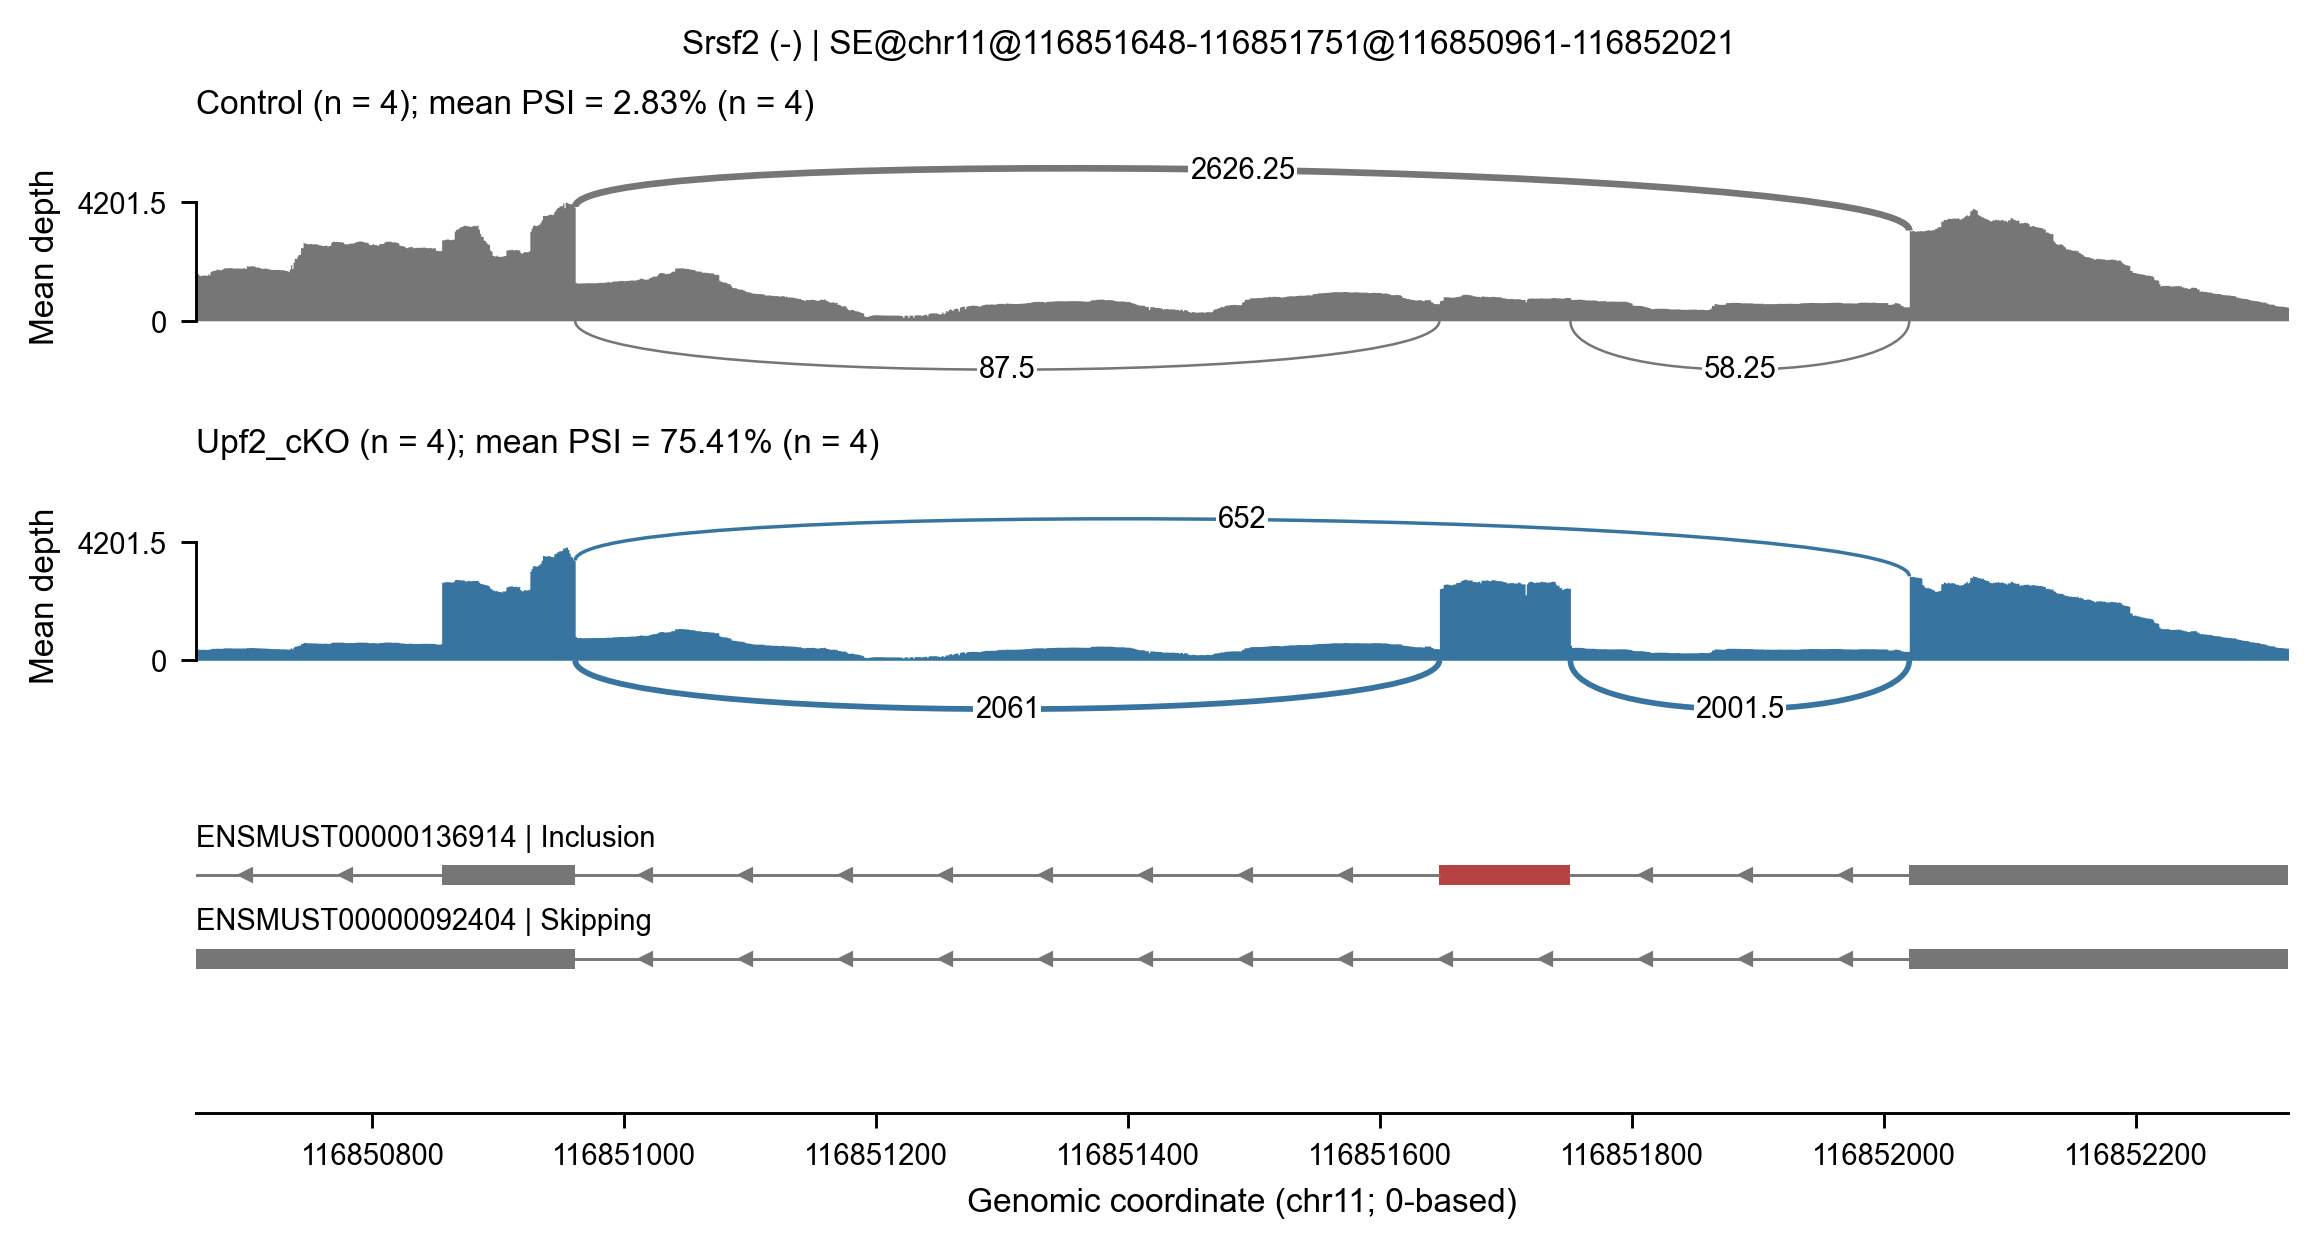 Srsf2 (-) | SE@chr11@116851648-116851751@116850961-116852021
Control (n = 4); mean PSI = 2.83% (n = 4)
Mean depth
4201.5
0
2626.25
87.5
58.25
Upf2_cKO (n = 4); mean PSI = 75.41% (n = 4)
Mean depth
4201.5
0
652
2061
2001.5
ENSMUST00000136914 | Inclusion
ENSMUST00000092404 | Skipping
116850800 116851000 116851200 116851400 116851600 116851800 116852000 116852200
Genomic coordinate (chr11; 0-based)